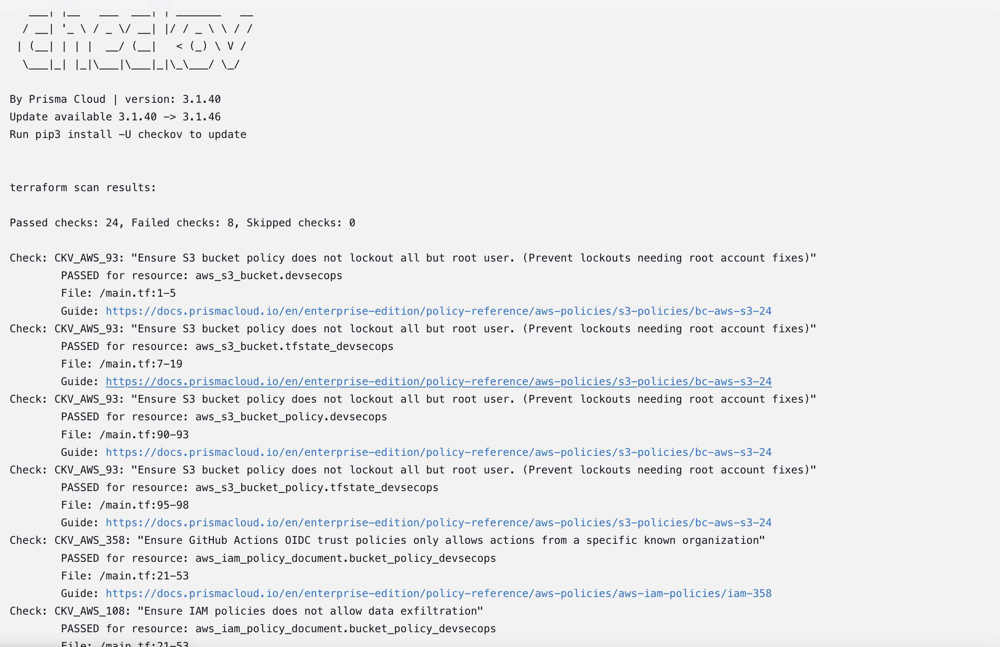 ___| |__   ___  ___| | _______   __
  / __| '_ \ / _ \/ __| |/ / _ \ \ / /
 | (__| | | |  __/ (__|   < (_) \ V /
  \___|_| |_|\___|\___|_|\_\___/ \_/
By Prisma Cloud | version: 3.1.40
Update available 3.1.40 -> 3.1.46
Run pip3 install -U checkov to update
terraform scan results:
Passed checks: 24, Failed checks: 8, Skipped checks: 0
Check: CKV_AWS_93: "Ensure S3 bucket policy does not lockout all but root user. (Prevent lockouts needing root account fixes)"
PASSED for resource: aws_s3_bucket.devsecops
File: /main.tf:1-5
Guide: https://docs.prismacloud.io/en/enterprise-edition/policy-reference/aws-policies/s3-policies/bc-aws-s3-24
Check: CKV_AWS_93: "Ensure S3 bucket policy does not lockout all but root user. (Prevent lockouts needing root account fixes)"
PASSED for resource: aws_s3_bucket.tfstate_devsecops
File: /main.tf:7-19
Guide: https://docs.prismacloud.io/en/enterprise-edition/policy-reference/aws-policies/s3-policies/bc-aws-s3-24
Check: CKV_AWS_93: "Ensure S3 bucket policy does not lockout all but root user. (Prevent lockouts needing root account fixes)"
PASSED for resource: aws_s3_bucket_policy.devsecops
File: /main.tf:90-93
Guide: https://docs.prismacloud.io/en/enterprise-edition/policy-reference/aws-policies/s3-policies/bc-aws-s3-24
Check: CKV_AWS_93: "Ensure S3 bucket policy does not lockout all but root user. (Prevent lockouts needing root account fixes)"
PASSED for resource: aws_s3_bucket_policy.tfstate_devsecops
File: /main.tf:95-98
Guide: https://docs.prismacloud.io/en/enterprise-edition/policy-reference/aws-policies/s3-policies/bc-aws-s3-24
Check: CKV_AWS_358: "Ensure GitHub Actions OIDC trust policies only allows actions from a specific known organization"
PASSED for resource: aws_iam_policy_document.bucket_policy_devsecops
File: /main.tf:21-53
Guide: https://docs.prismacloud.io/en/enterprise-edition/policy-reference/aws-policies/aws-iam-policies/iam-358
Check: CKV_AWS_108: "Ensure IAM policies does not allow data exfiltration"
PASSED for resource: aws_iam_policy_document.bucket_policy_devsecops
File: /main.tf:21-53